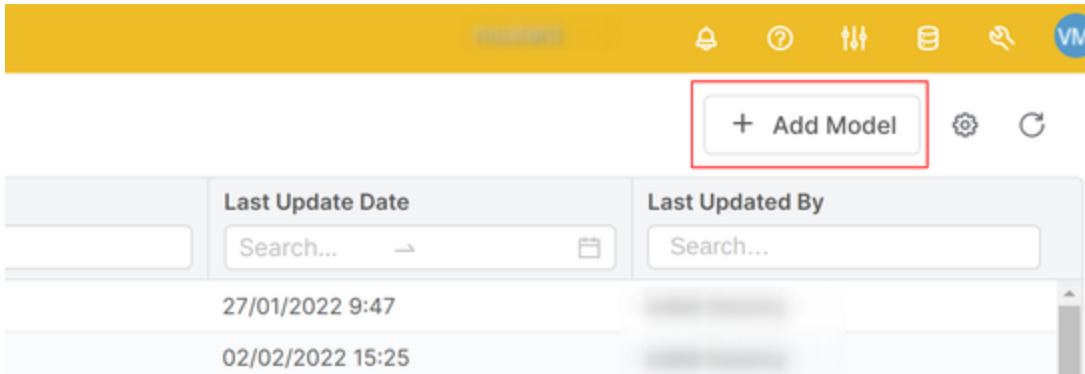 VM
+ Add Model
Last Update Date Last Updated By
Search... → Search...
27/01/2022 9:47
02/02/2022 15:25